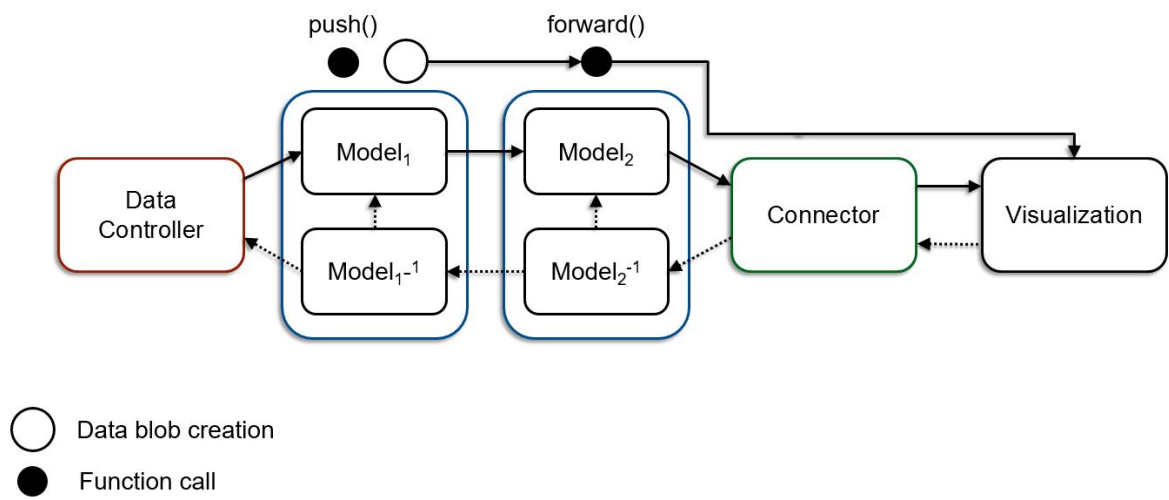 push()
forward()
Model₁
Model₂
Data
Controller
Connector
Visualization
Model₁-¹
Model₂⁻¹
Data blob creation
Function call